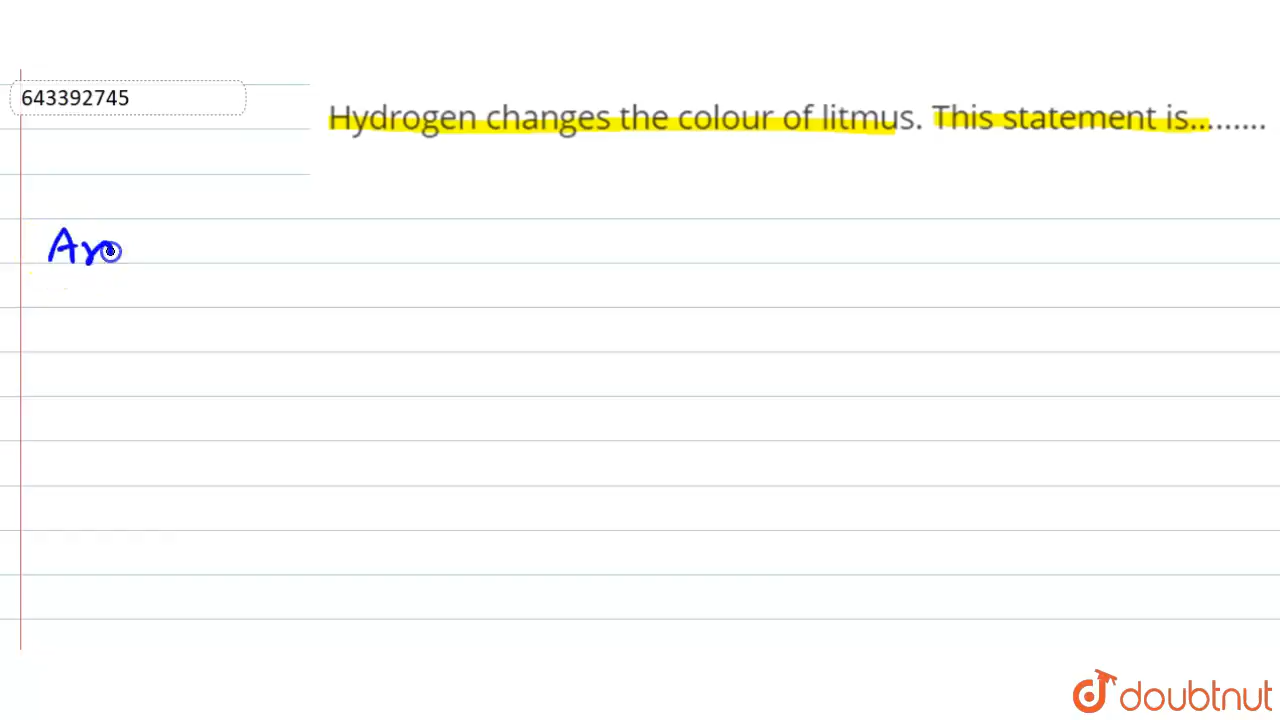 643392745
Hydrogen changes the colour of litmus. This statement is.........
doubtnut